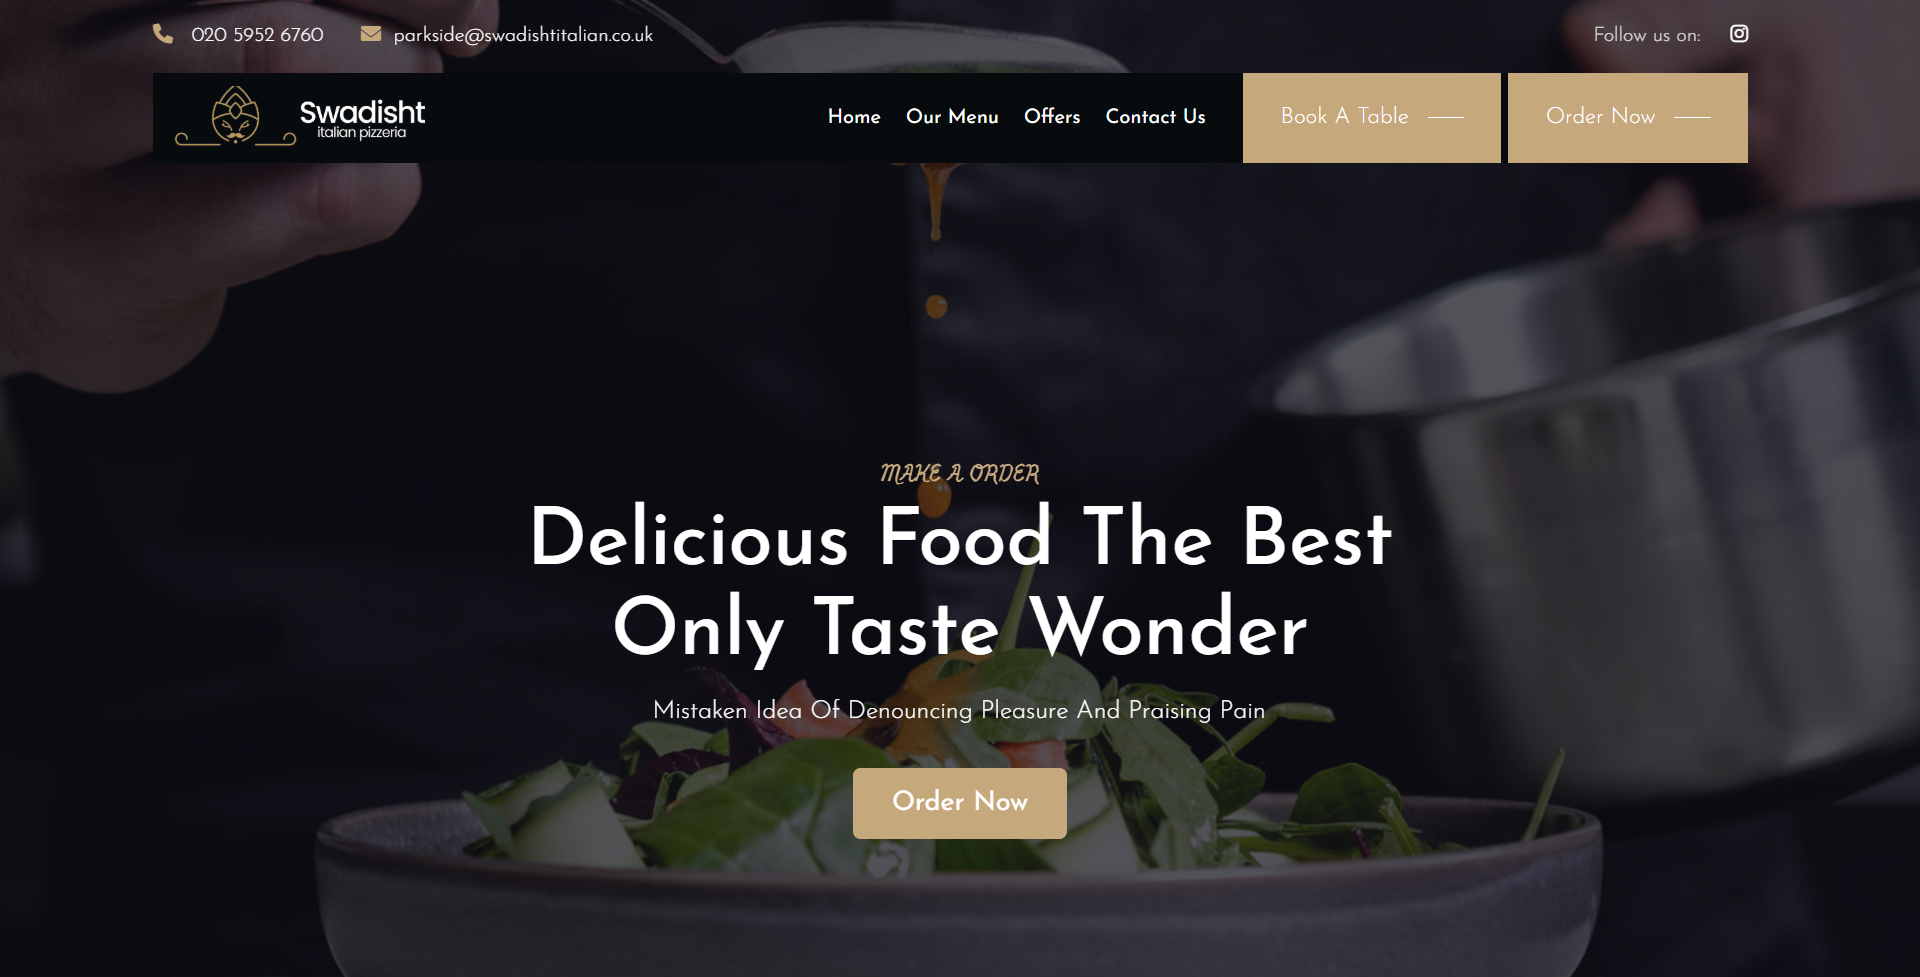 020 5952 6760
parkside@swadishtitalian.co.uk
Follow us on:
Swadisht
italian pizzeria
Home
Our Menu
Offers
Contact Us
Book A Table
Order Now
MAKE A ORDER
Delicious Food The Best
Only Taste Wonder
Mistaken Idea Of Denouncing Pleasure And Praising Pain
Order Now